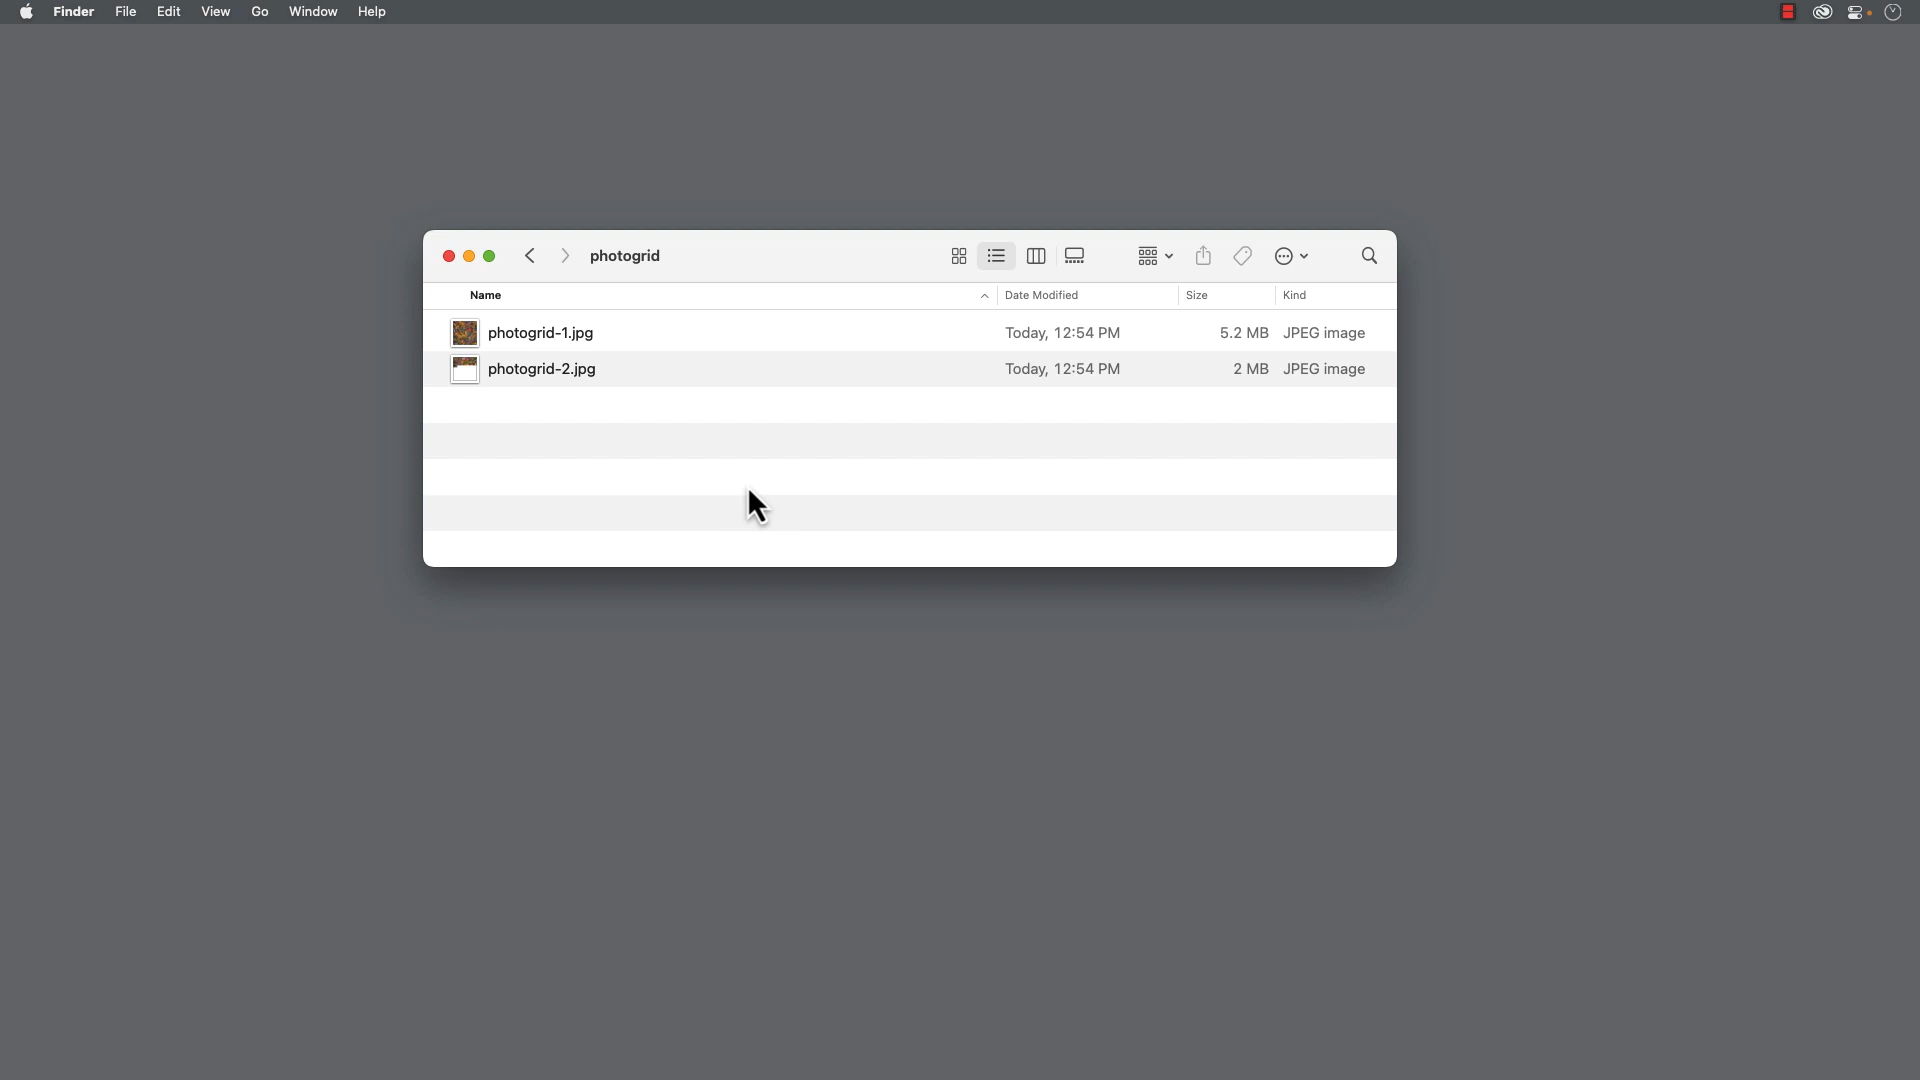 Finder File Edit View Go Window Help
photogrid
Name Date Modified Size Kind
photogrid-1.jpg Today, 12:54 PM 5.2 MB JPEG image
photogrid-2.jpg Today, 12:54 PM 2 MB JPEG image